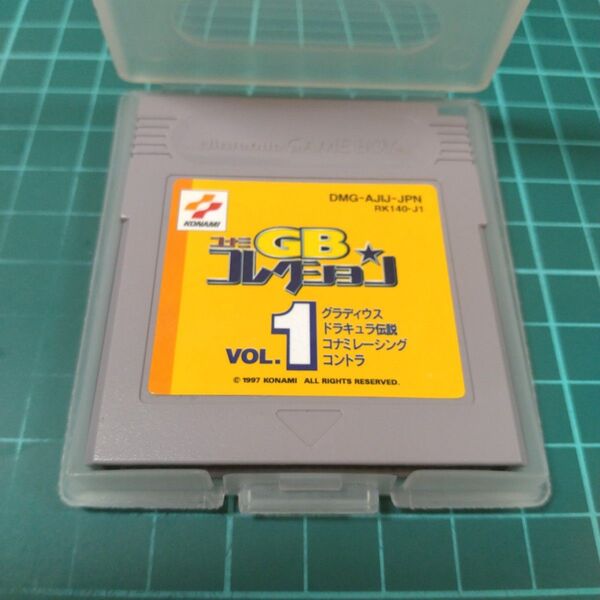 Nintendo GAME BOY
DMG-AJIJ-JPN
RK140-J1
KONAMI
コナミ GB
コレクション
VOL.1
グラディウス
ドラキュラ伝説
コナミレーシング
コントラ
© 1997 KONAMI ALL RIGHTS RESERVED.